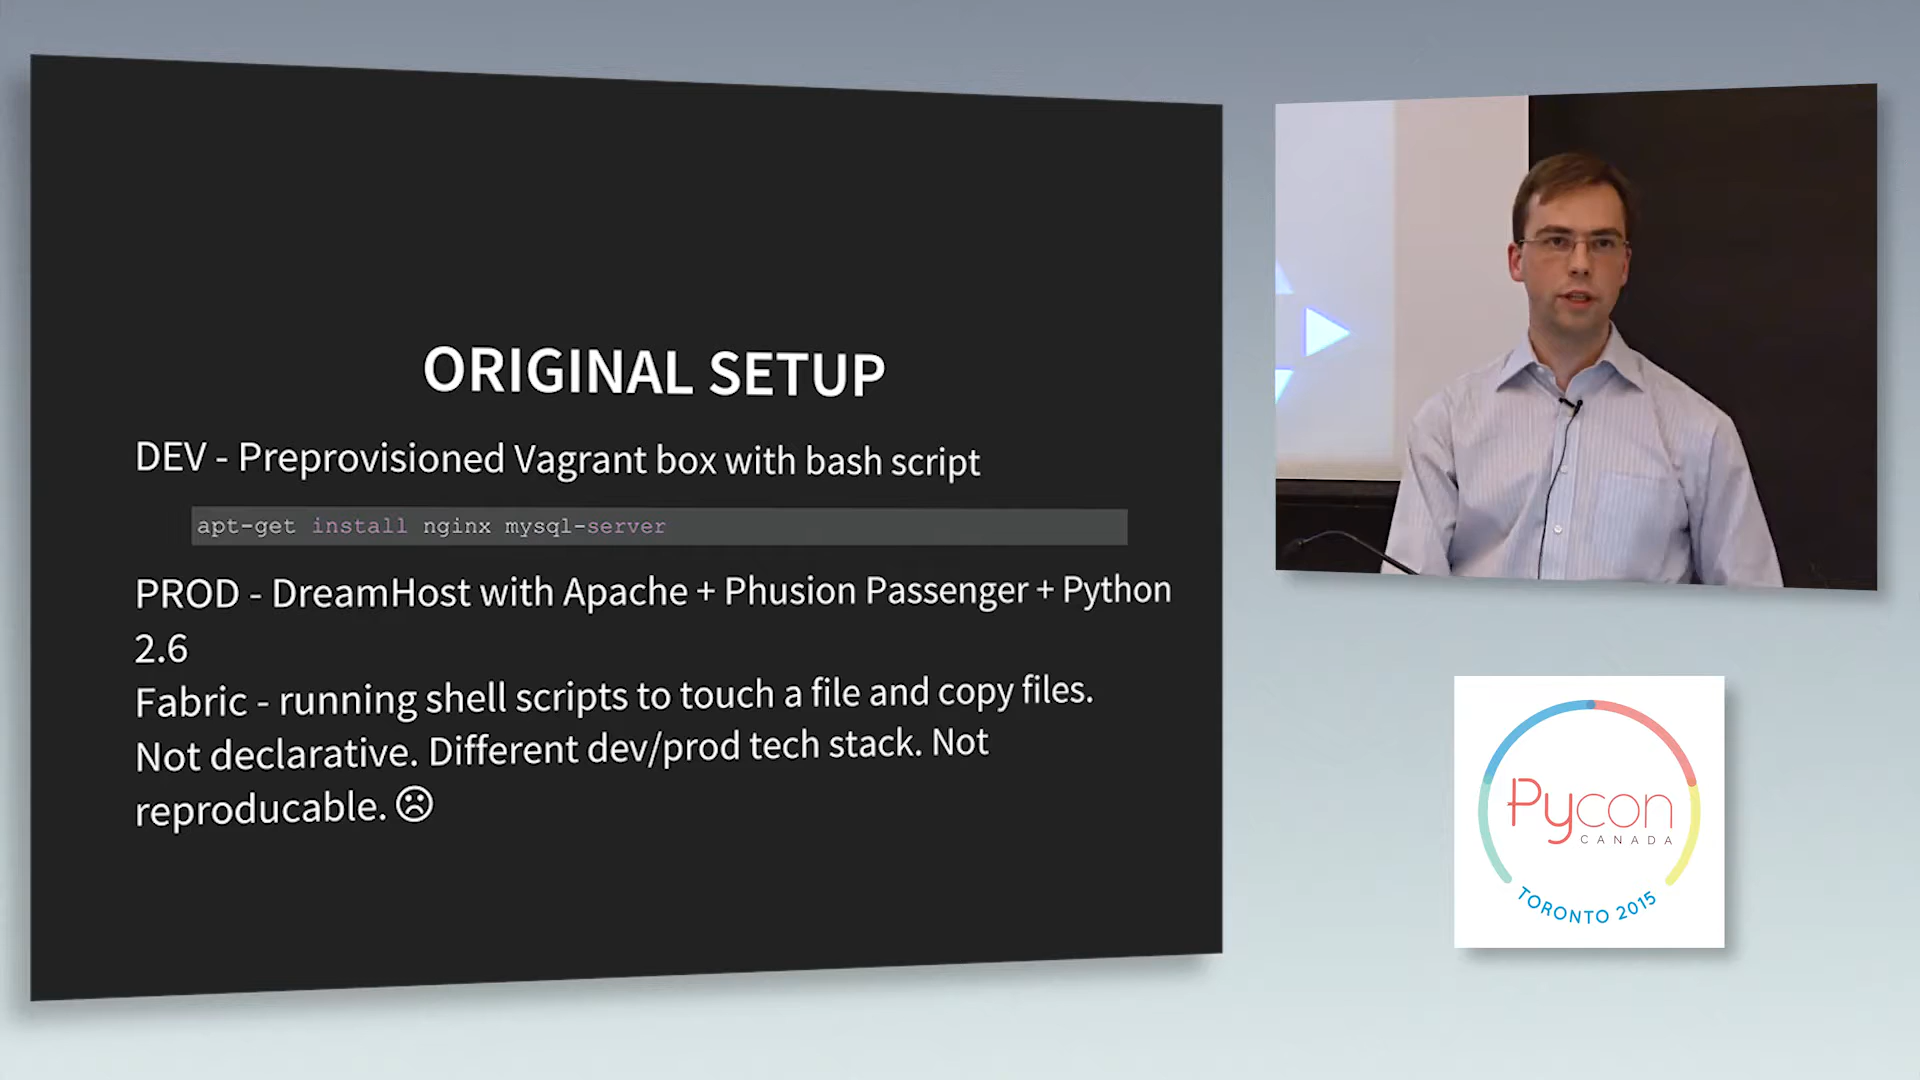 ORIGINAL SETUP
DEV - Preprovisioned Vagrant box with bash script
apt-get install nginx mysql-server
PROD - DreamHost with Apache + Phusion Passenger + Python
2.6
Fabric - running shell scripts to touch a file and copy files.
Not declarative. Different dev/prod tech stack. Not
reproducable. ☹
Pycon
CANADA
TORONTO 2015